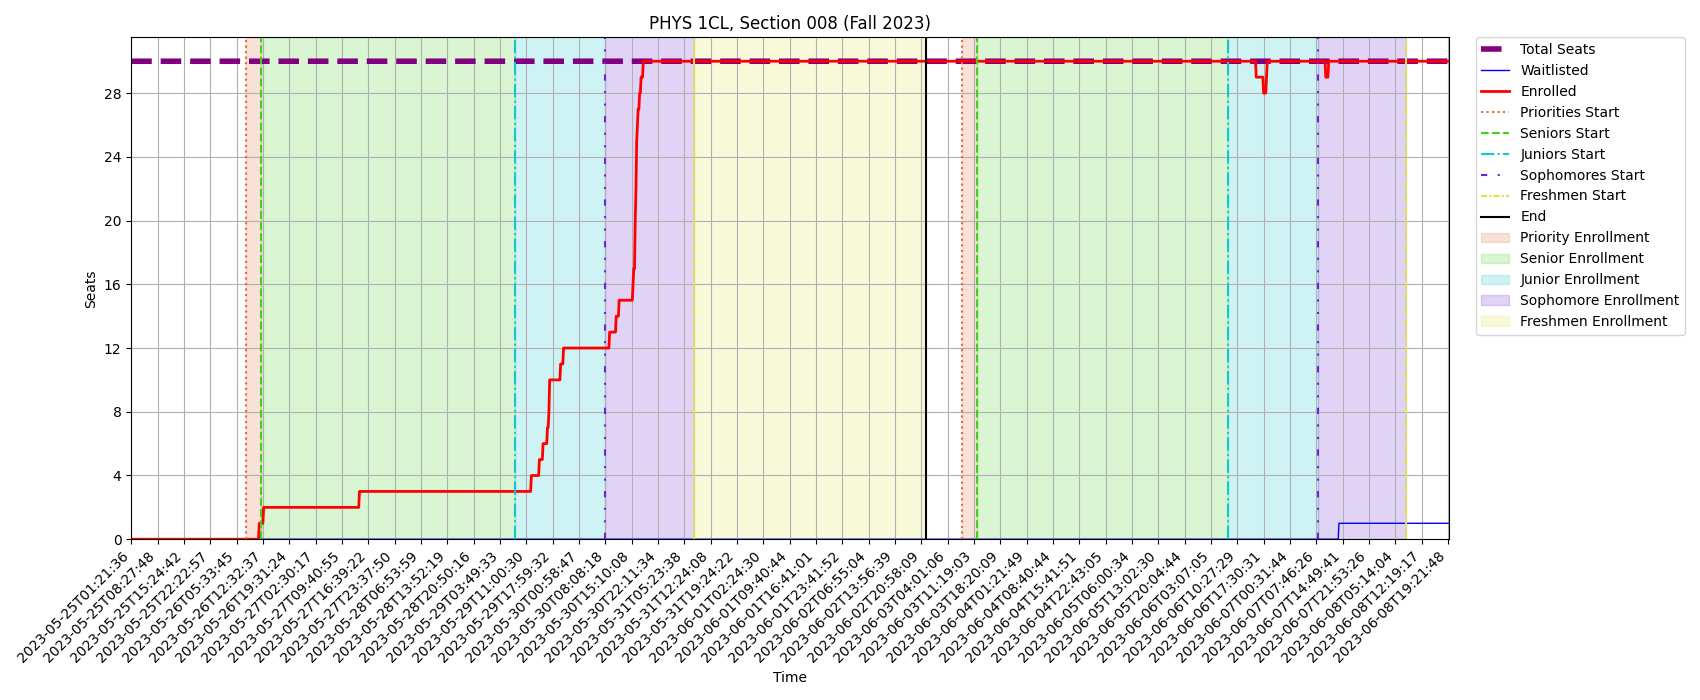 PHYS 1CL, Section 008 (Fall 2023)
Seats
28
24
20
16
12
8
4
0
2023-05-25T01:21:36
2023-05-25T08:27:48
2023-05-25T15:24:42
2023-05-25T22:22:57
2023-05-26T05:33:45
2023-05-26T12:32:37
2023-05-26T19:31:24
2023-05-27T02:30:17
2023-05-27T09:40:55
2023-05-27T16:39:22
2023-05-27T23:37:50
2023-05-28T06:53:59
2023-05-28T13:52:19
2023-05-28T20:50:16
2023-05-29T03:49:33
2023-05-29T11:00:30
2023-05-29T17:59:32
2023-05-30T00:58:47
2023-05-30T08:08:18
2023-05-30T15:10:08
2023-05-30T22:11:34
2023-05-31T05:23:38
2023-05-31T12:24:08
2023-05-31T19:24:22
2023-06-01T02:24:30
2023-06-01T09:40:44
2023-06-01T16:41:01
2023-06-01T23:41:52
2023-06-02T06:55:04
2023-06-02T13:56:39
2023-06-02T20:58:09
2023-06-03T04:01:06
2023-06-03T11:19:03
2023-06-03T18:20:09
2023-06-04T01:21:49
2023-06-04T08:40:44
2023-06-04T15:41:51
2023-06-04T22:43:05
2023-06-05T06:00:34
2023-06-05T13:02:30
2023-06-05T20:04:44
2023-06-06T03:07:05
2023-06-06T10:27:29
2023-06-06T17:30:31
2023-06-07T00:31:44
2023-06-07T07:46:26
2023-06-07T14:49:41
2023-06-07T21:53:26
2023-06-08T05:14:04
2023-06-08T12:19:17
2023-06-08T19:21:48
Time
Total Seats
Waitlisted
Enrolled
Priorities Start
Seniors Start
Juniors Start
Sophomores Start
Freshmen Start
End
Priority Enrollment
Senior Enrollment
Junior Enrollment
Sophomore Enrollment
Freshmen Enrollment